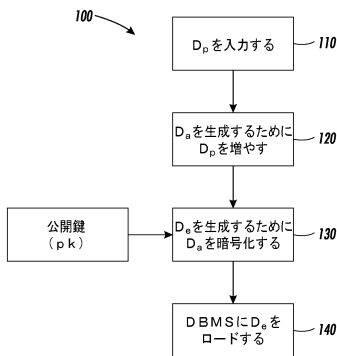 100
Dpを入力する
110
Daを生成するために
Dpを増やす
120
公開鍵
(pk)
Deを生成するために
Daを暗号化する
130
DBMSにDeを
ロードする
140